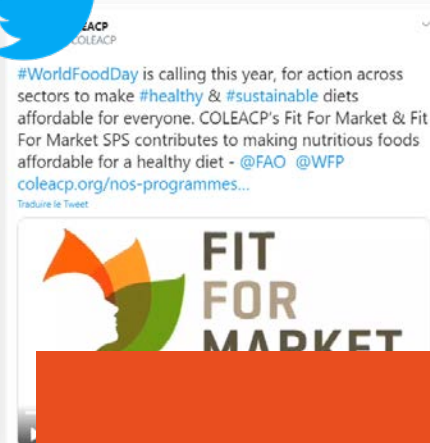 EACP
COLEACP
#WorldFoodDay is calling this year, for action across
sectors to make #healthy & #sustainable diets
affordable for everyone. COLEACP's Fit For Market & Fit
For Market SPS contributes to making nutritious foods
affordable for a healthy diet - @FAO @WFP
coleacp.org/nos-programmes...
Traduire le Tweet
FIT
FOR
MARKET